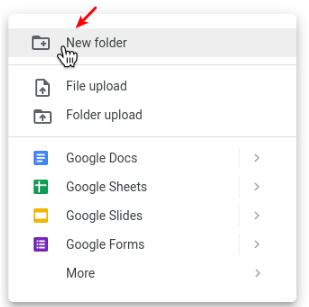 New folder
File upload
Folder upload
Google Docs
Google Sheets
Google Slides
Google Forms
More